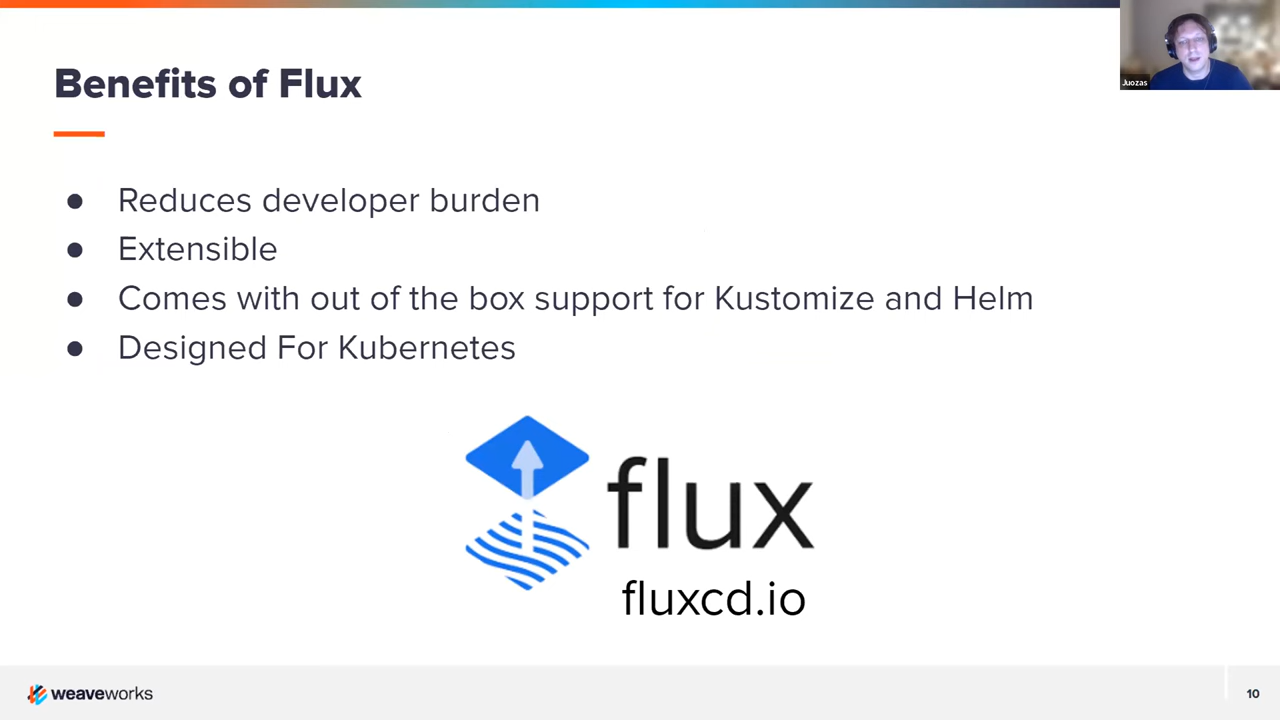 Benefits of Flux
Juozas
● Reduces developer burden
● Extensible
● Comes with out of the box support for Kustomize and Helm
● Designed For Kubernetes
flux
fluxcd.io
weaveworks
10